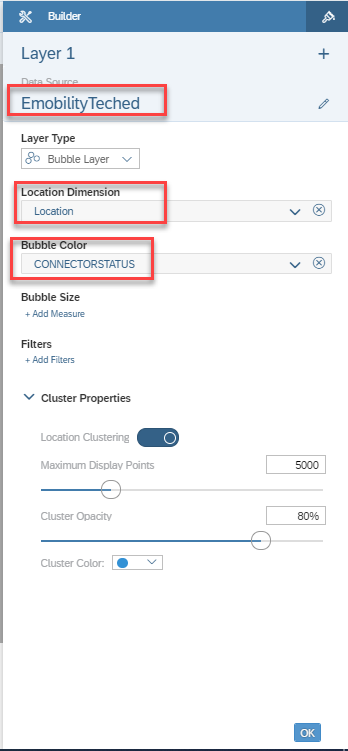 Builder
Layer 1
Data Source
EmobilityTeched
Layer Type
Bubble Layer
Location Dimension
Location
Bubble Color
CONNECTORSTATUS
Bubble Size
+ Add Measure
Filters
+ Add Filters
Cluster Properties
Location Clustering
Maximum Display Points 5000
Cluster Opacity 80%
Cluster Color:
OK